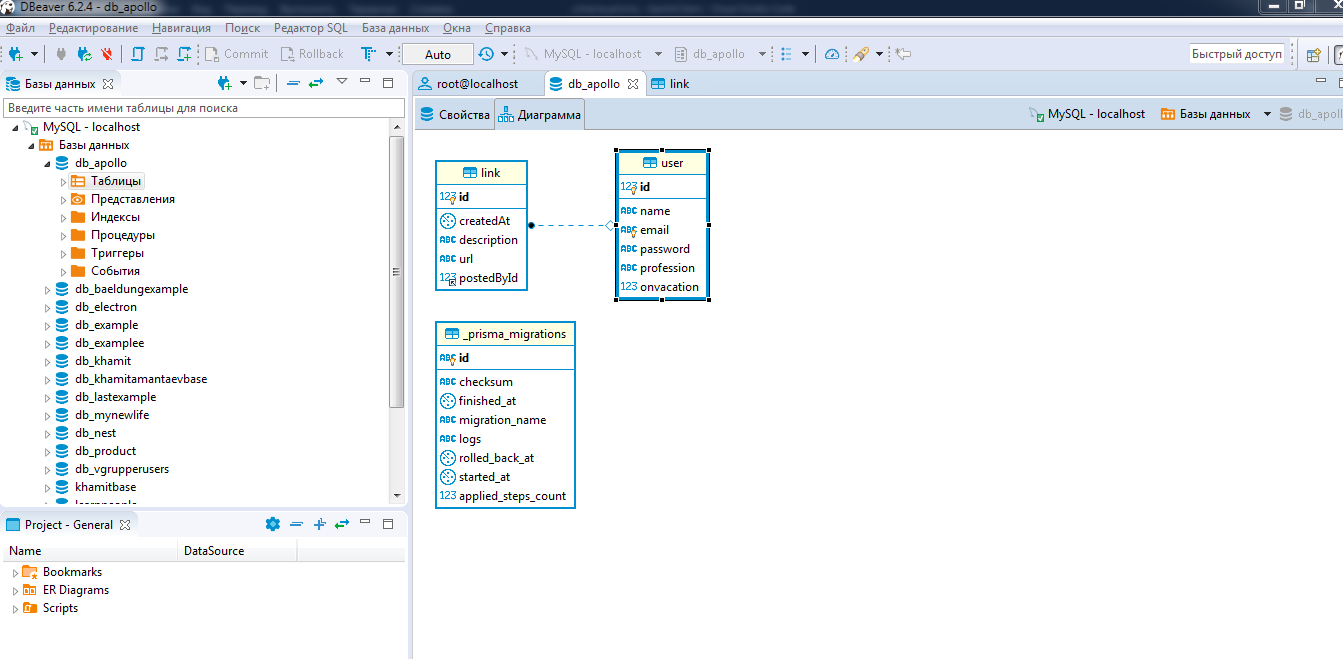 DBeaver 6.2.4 - db_apollo
Файл Редактирование Навигация Поиск Редактор SQL База данных Окна Справка
Commit Rollback Auto MySQL - localhost db_apollo Быстрый доступ
Базы данных
Введите часть имени таблицы для поиска
MySQL - localhost
Базы данных
db_apollo
Таблицы
Представления
Индексы
Процедуры
Триггеры
События
db_baeldungexample
db_electron
db_example
db_examplee
db_khamit
db_khamitamantaevbase
db_lastexample
db_mynewlife
db_nest
db_product
db_vgrupperusers
khamitbase
Project - General
Name DataSource
Bookmarks
ER Diagrams
Scripts
root@localhost db_apollo link
Свойства Диаграмма MySQL - localhost Базы данных db_apoll
link
123 id
createdAt
ABC description
ABC url
123 postedById
user
123 id
ABC name
ABC email
ABC password
ABC profession
123 onvacation
_prisma_migrations
ABC id
ABC checksum
finished_at
ABC migration_name
ABC logs
rolled_back_at
started_at
123 applied_steps_count